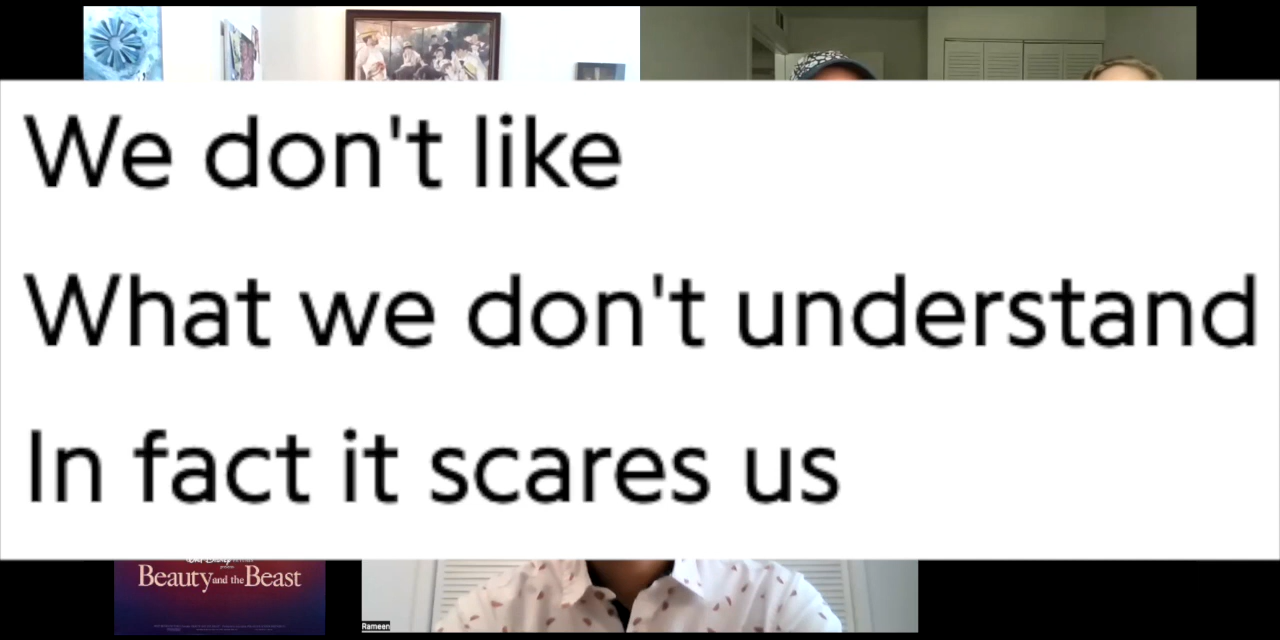 We don't like
What we don't understand
In fact it scares us
Beauty and the Beast
Rameen